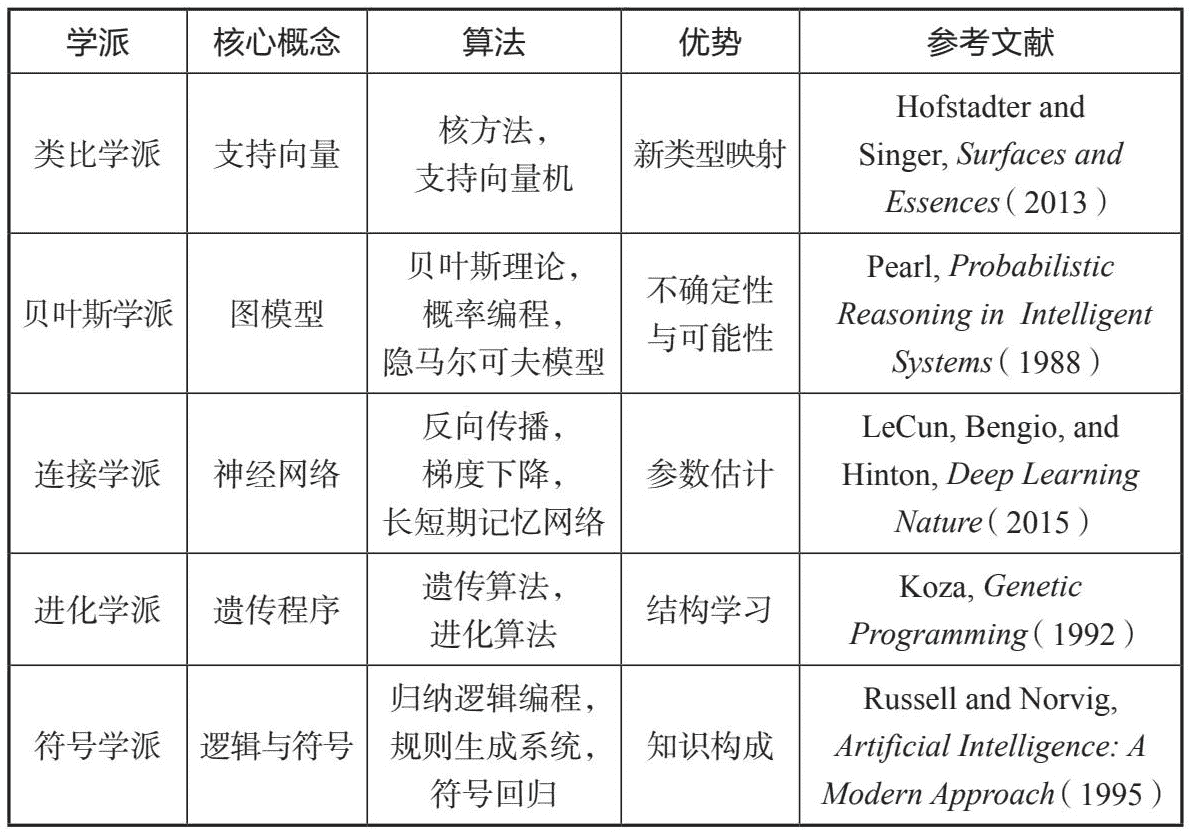 学派 核心概念 算法 优势 参考文献
类比学派 支持向量 核方法，
支持向量机 新类型映射 Hofstadter and
Singer, Surfaces and
Essences（2013）
贝叶斯学派 图模型 贝叶斯理论，
概率编程，
隐马尔可夫模型 不确定性
与可能性 Pearl, Probabilistic
Reasoning in Intelligent
Systems（1988）
连接学派 神经网络 反向传播，
梯度下降，
长短期记忆网络 参数估计 LeCun, Bengio, and
Hinton, Deep Learning
Nature（2015）
进化学派 遗传程序 遗传算法，
进化算法 结构学习 Koza, Genetic
Programming（1992）
符号学派 逻辑与符号 归纳逻辑编程，
规则生成系统，
符号回归 知识构成 Russell and Norvig,
Artificial Intelligence: A
Modern Approach（1995）